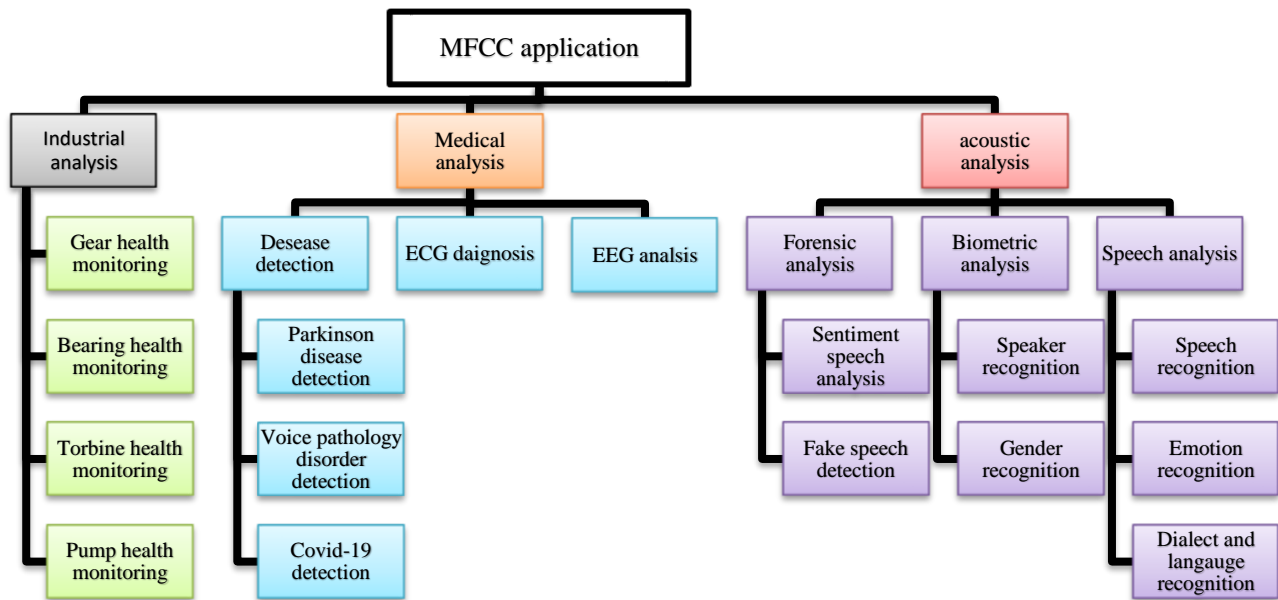 MFCC application
Industrial
analysis
Medical
analysis
acoustic
analysis
Gear health
monitoring
Bearing health
monitoring
Torbine health
monitoring
Pump health
monitoring
Desease
detection
ECG daignosis
EEG analsis
Parkinson
disease
detection
Voice pathology
disorder
detection
Covid-19
detection
Forensic
analysis
Biometric
analysis
Speech analysis
Sentiment
speech
analysis
Fake speech
detection
Speaker
recognition
Gender
recognition
Speech
recognition
Emotion
recognition
Dialect and
langauge
recognition